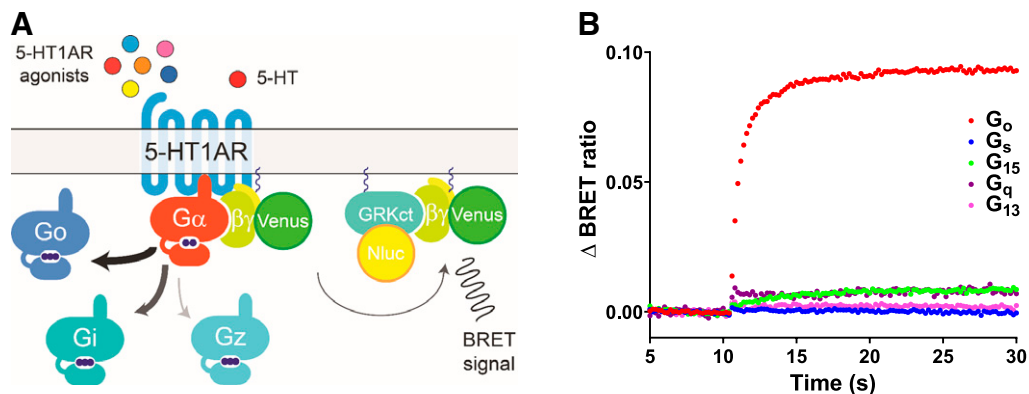 A
5-HT1AR
agonists
5-HT
5-HT1AR
Go
Gα
βγ
Venus
GRKct
βγ
Venus
Nluc
Gi
Gz
BRET
signal
B
Δ BRET ratio
0.10
0.05
0.00
5
10
15
20
25
30
Time (s)
Go
Gs
G15
Gq
G13